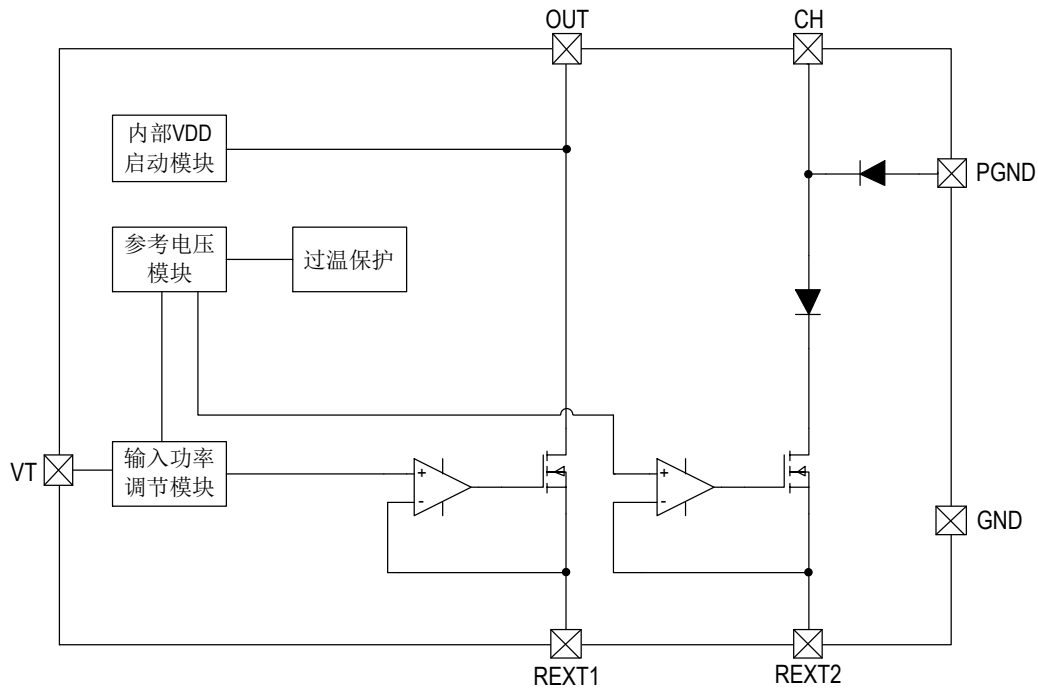 OUT
CH
内部VDD
启动模块
PGND
参考电压
模块
过温保护
VT
输入功率
调节模块
+
-
+
-
GND
REXT1
REXT2